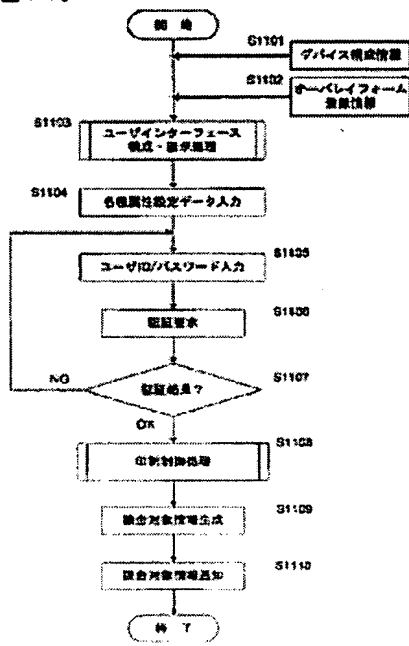 開始
S1101
デバイス構成情報
S1102
オーバレイフォーム
登録情報
S1103
ユーザインターフェース
構成・表示処理
S1104
各種属性設定データ入力
S1105
ユーザID/パスワード入力
S1106
認証要求
NG
認証結果?
S1107
OK
S1108
印刷制御処理
S1109
課金対象情報生成
S1110
課金対象情報通知
終了